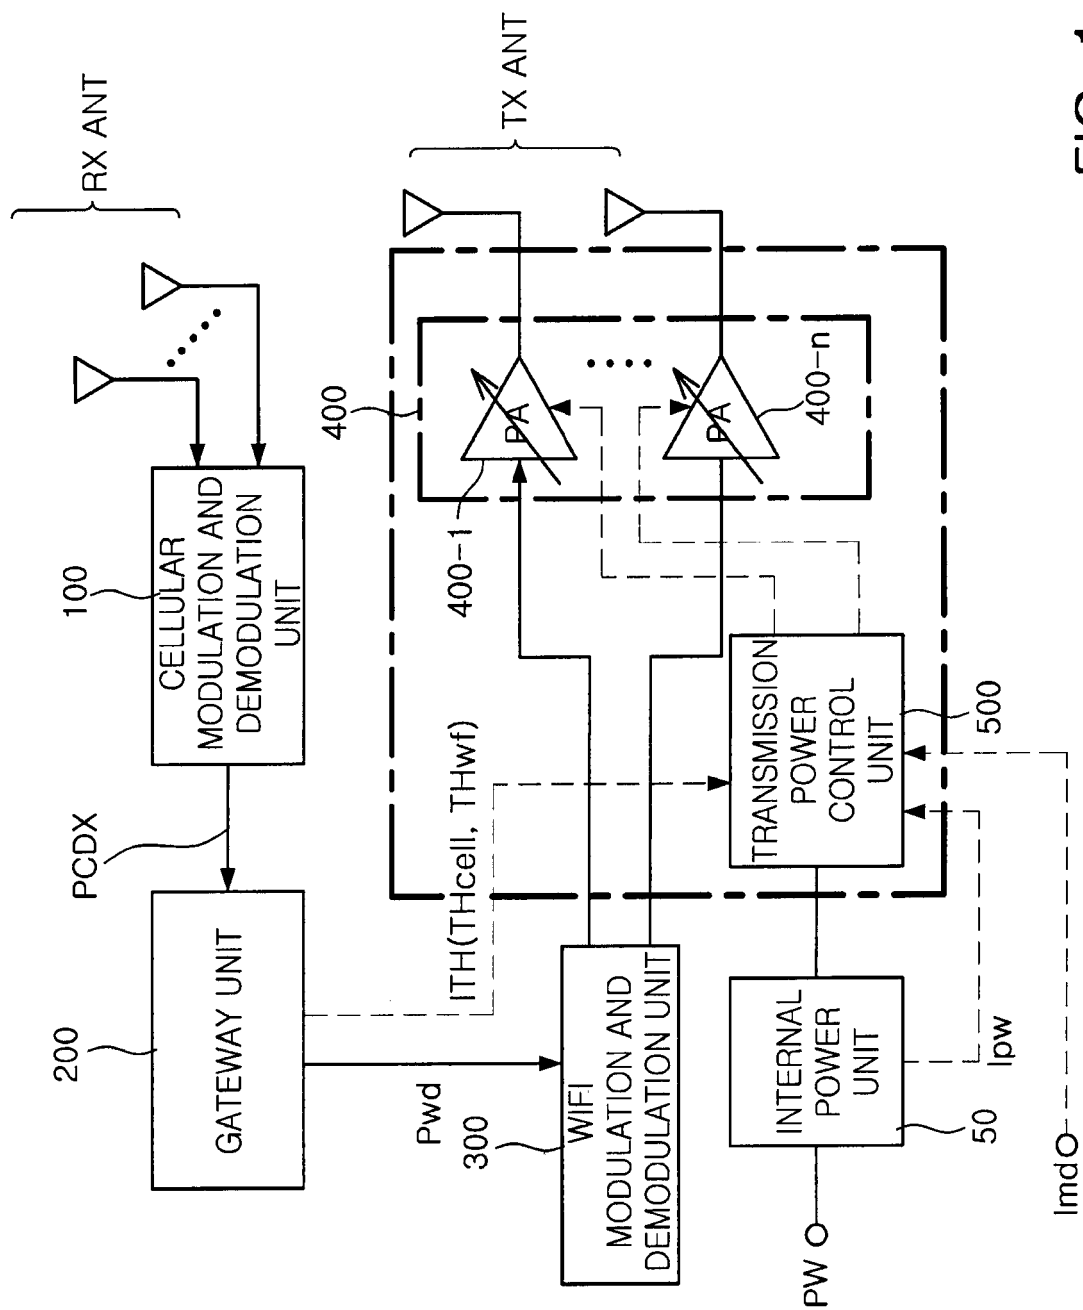 RX ANT
TX ANT
100
CELLULAR
MODULATION AND
DEMODULATION
UNIT
PCDX
200
GATEWAY UNIT
400
PA
400-1
PA
400-n
ITH(THcell, THwf)
Pwd
300
WIFI
MODULATION AND
DEMODULATION UNIT
TRANSMISSION
POWER
CONTROL
UNIT
500
INTERNAL
POWER
UNIT
50
Ipw
PW
Imd